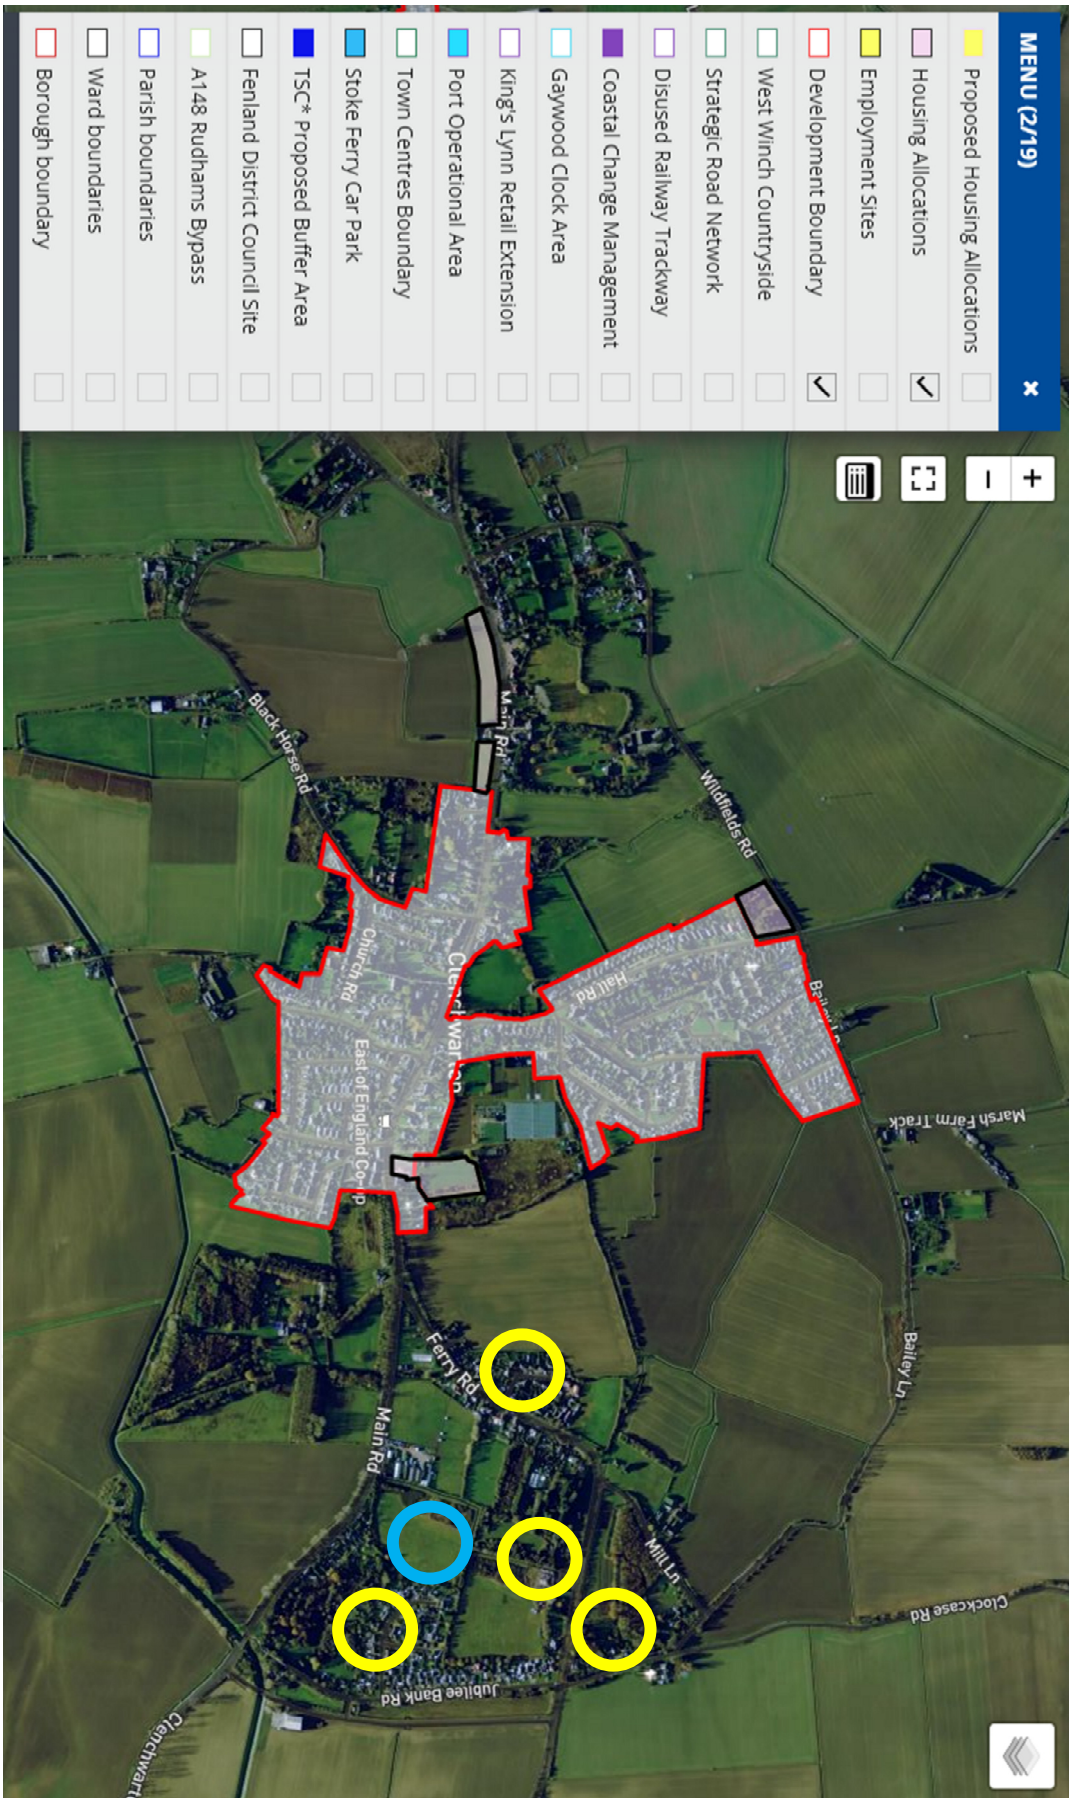 MENU (2/19)
×
Proposed Housing Allocations
Housing Allocations
Employment Sites
Development Boundary
West Winch Countryside
Strategic Road Network
Disused Railway Trackway
Coastal Change Management
Gaywood Clock Area
King's Lynn Retail Extension
Port Operational Area
Town Centres Boundary
Stoke Ferry Car Park
TSC* Proposed Buffer Area
Fenland District Council Site
A148 Rudhams Bypass
Parish boundaries
Ward boundaries
Borough boundary
+
−
Marsh Farm Track
Bailey Ln
Clockcase Rd
Bailey Ln
Wildfields Rd
Mill Ln
Hall Rd
Main Rd
Clenchwarton
Ferry Rd
Jubilee Bank Rd
Main Rd
Church Rd
East of England Co-op
Black Horse Rd
Clenchwart